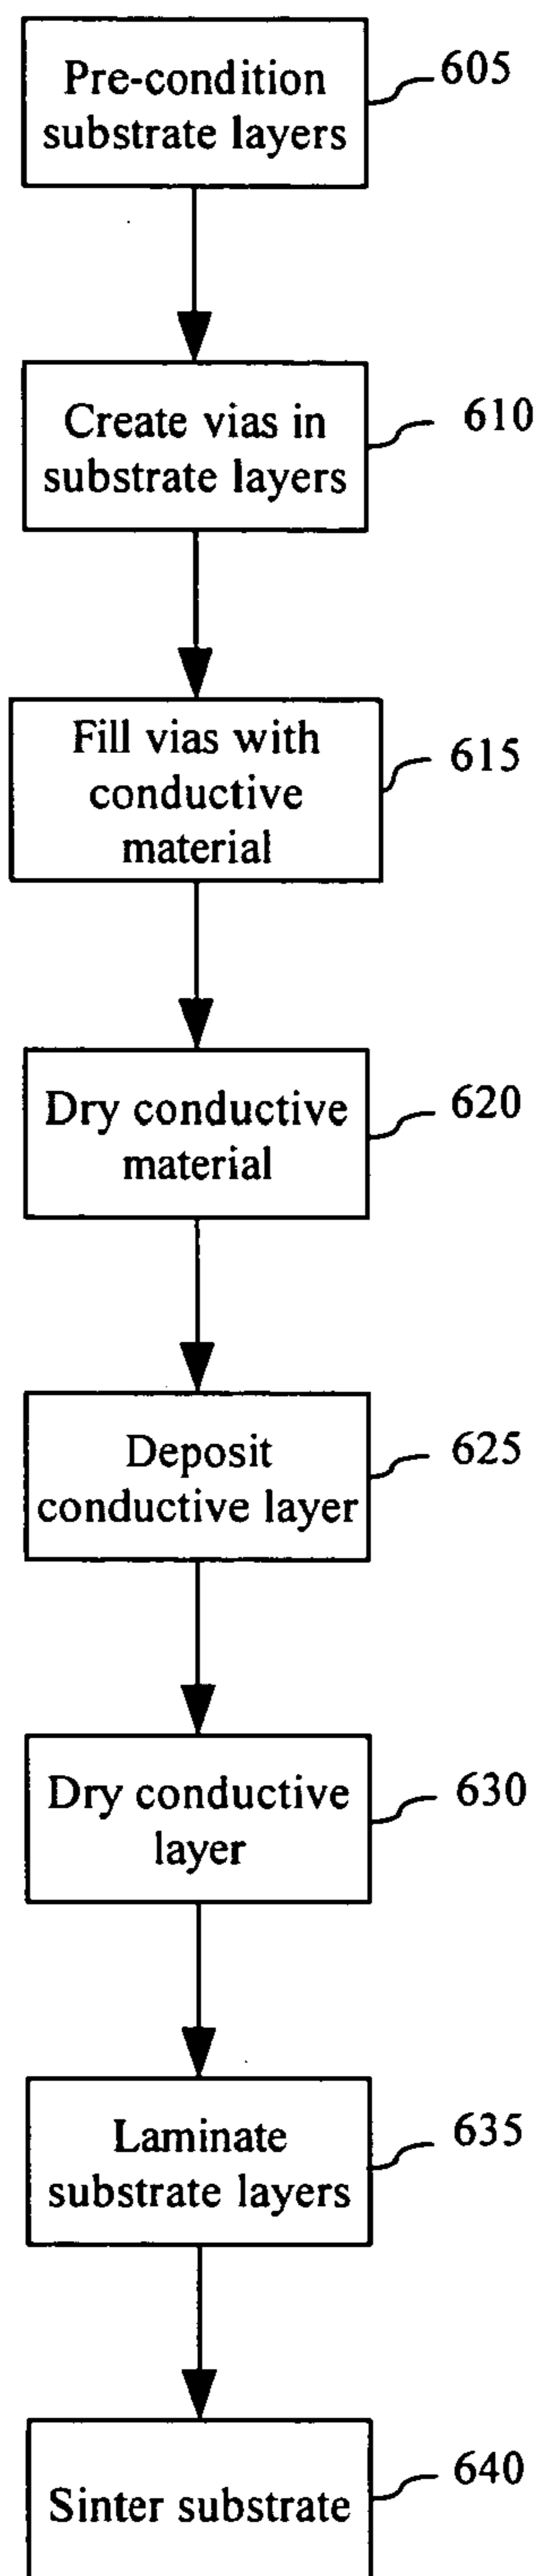 Pre-condition
substrate layers
605
Create vias in
substrate layers
610
Fill vias with
conductive
material
615
Dry conductive
material
620
Deposit
conductive layer
625
Dry conductive
layer
630
Laminate
substrate layers
635
Sinter substrate
640